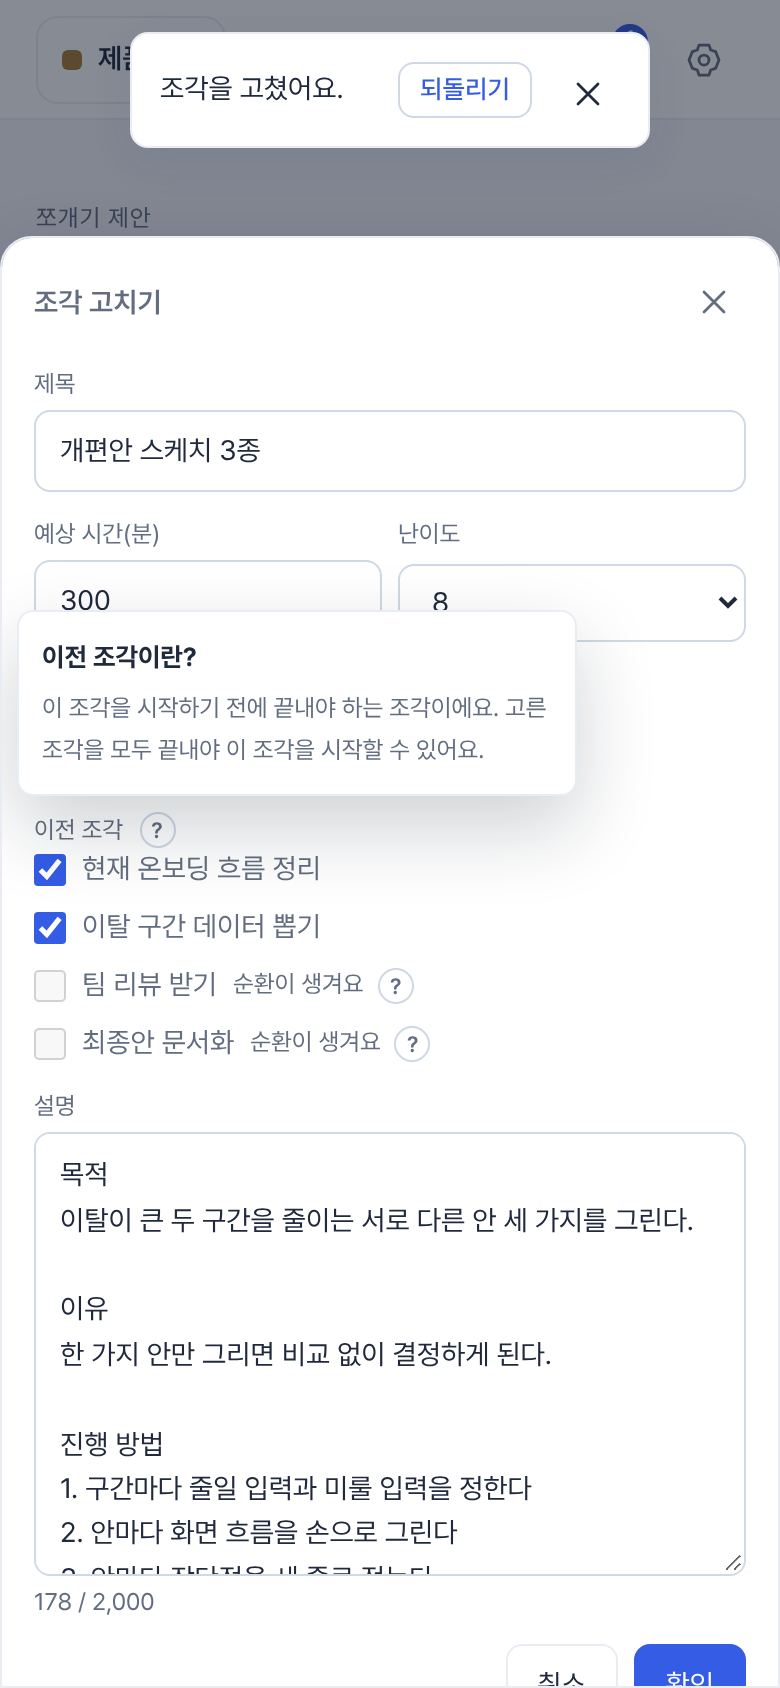 조각을 고쳤어요.
되돌리기
쪼개기 제안
조각 고치기
제목
개편안 스케치 3종
예상 시간(분)
난이도
300
8
이전 조각이란?
이 조각을 시작하기 전에 끝내야 하는 조각이에요. 고른
조각을 모두 끝내야 이 조각을 시작할 수 있어요.
이전 조각 ?
현재 온보딩 흐름 정리
이탈 구간 데이터 뽑기
팀 리뷰 받기 순환이 생겨요 ?
최종안 문서화 순환이 생겨요 ?
설명
목적
이탈이 큰 두 구간을 줄이는 서로 다른 안 세 가지를 그린다.
이유
한 가지 안만 그리면 비교 없이 결정하게 된다.
진행 방법
1. 구간마다 줄일 입력과 미룰 입력을 정한다
2. 안마다 화면 흐름을 손으로 그린다
178 / 2,000
취소
확인